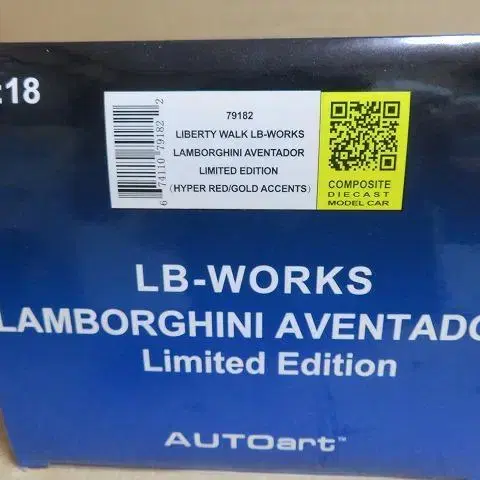 :18
79182
LIBERTY WALK LB-WORKS
LAMBORGHINI AVENTADOR
LIMITED EDITION
(HYPER RED/GOLD ACCENTS)
6 74110 79182 2
COMPOSITE
DIECAST
MODEL CAR
LB-WORKS
LAMBORGHINI AVENTADO
Limited Edition
AUTOart™